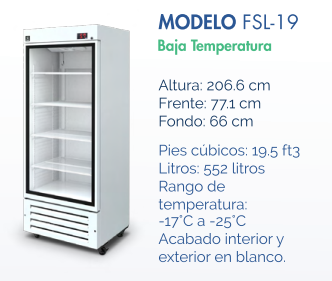 MODELO FSL-19
Baja Temperatura
Altura: 206.6 cm
Frente: 77.1 cm
Fondo: 66 cm
Pies cúbicos: 19.5 ft3
Litros: 552 litros
Rango de
temperatura:
-17°C a -25°C
Acabado interior y
exterior en blanco.